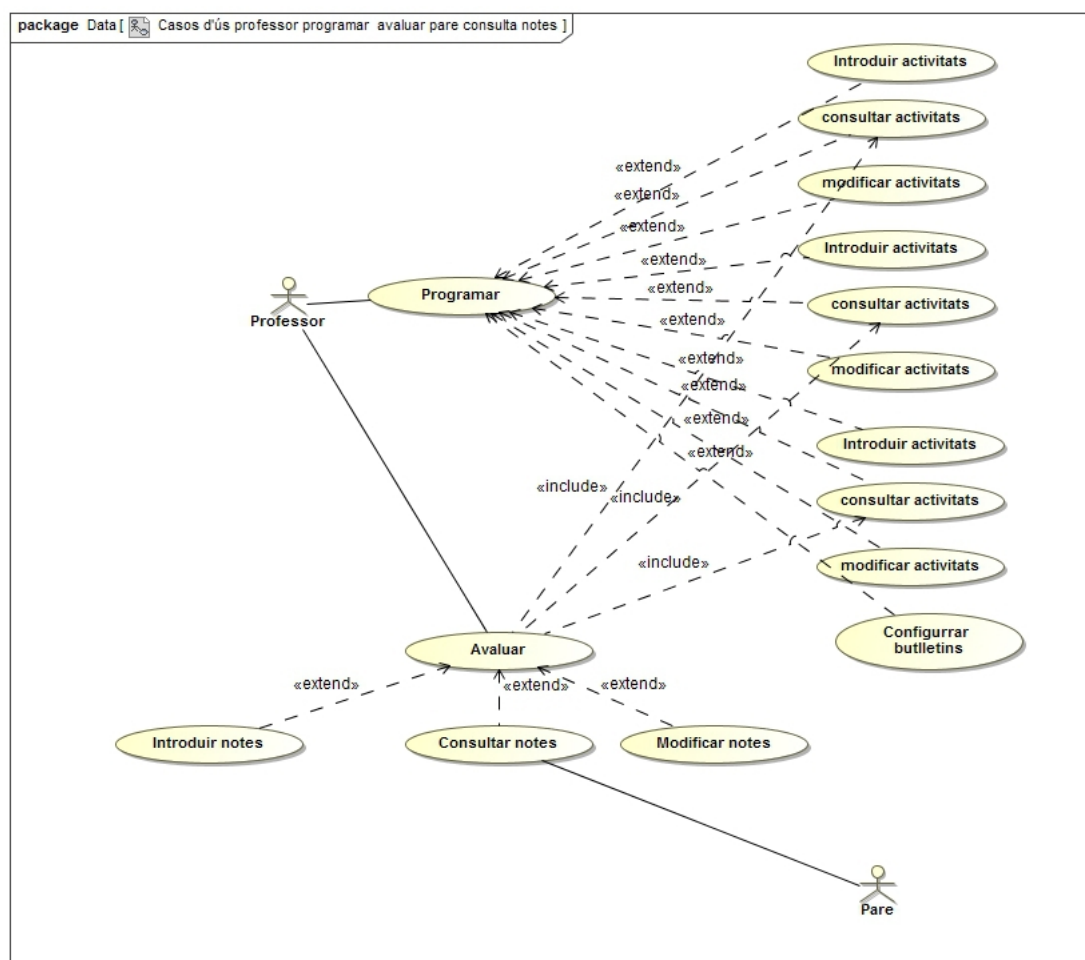 package Data [ Casos d'ús professor programar avaluar pare consulta notes ]
Introduir activitats
consultar activitats
«extend»
modificar activitats
«extend»
«extend»
Introduir activitats
«extend»
Programar
«extend»
consultar activitats
Professor
«extend»
«extend»
modificar activitats
«extend»
«extend»
Introduir activitats
«extend»
«include»
«include»
consultar activitats
«include»
modificar activitats
Configurrar
butlletins
Avaluar
«extend»
«extend»
«extend»
Introduir notes
Consultar notes
Modificar notes
Pare